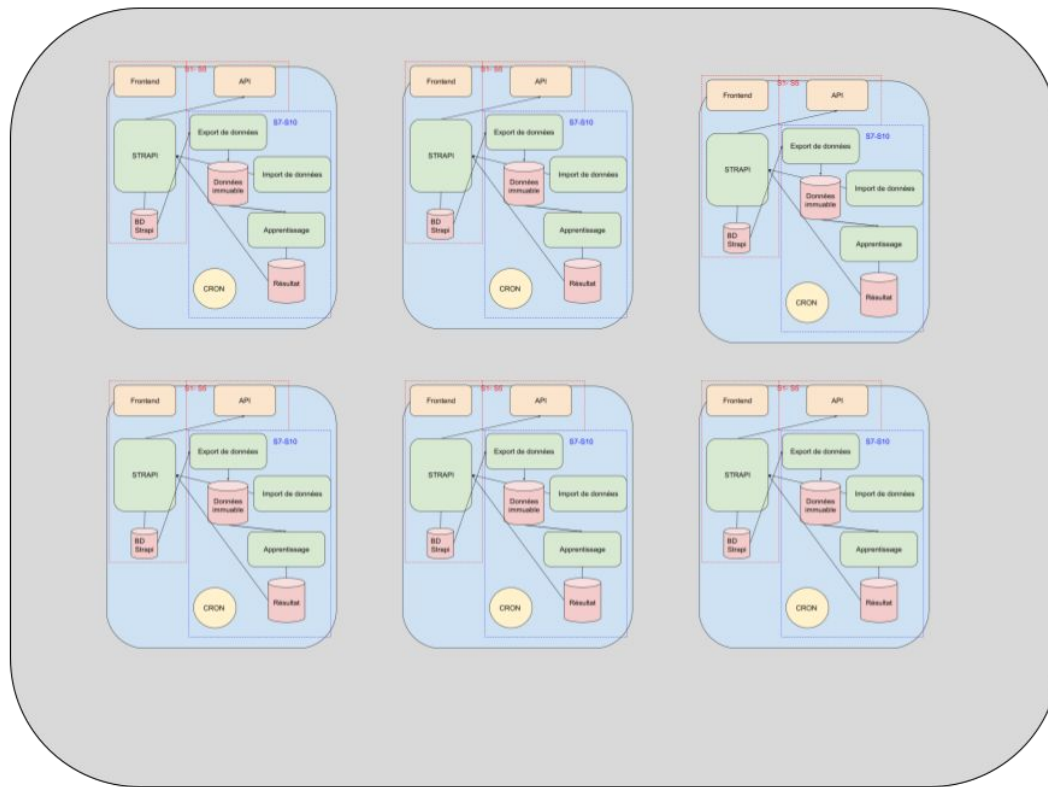 S1- S6
Frontend
API
S7-S10
Export de données
STRAPI
Import de données
Données
immuable
BD
Strapi
Apprentissage
Résultat
CRON
S1- S6
Frontend
API
S7-S10
Export de données
STRAPI
Import de données
Données
immuable
BD
Strapi
Apprentissage
Résultat
CRON
S1- S6
Frontend
API
S7-S10
Export de données
STRAPI
Import de données
Données
immuable
BD
Strapi
Apprentissage
Résultat
CRON
S1- S6
Frontend
API
S7-S10
Export de données
STRAPI
Import de données
Données
immuable
BD
Strapi
Apprentissage
Résultat
CRON
S1- S6
Frontend
API
S7-S10
Export de données
STRAPI
Import de données
Données
immuable
BD
Strapi
Apprentissage
Résultat
CRON
S1- S6
Frontend
API
S7-S10
Export de données
STRAPI
Import de données
Données
immuable
BD
Strapi
Apprentissage
Résultat
CRON